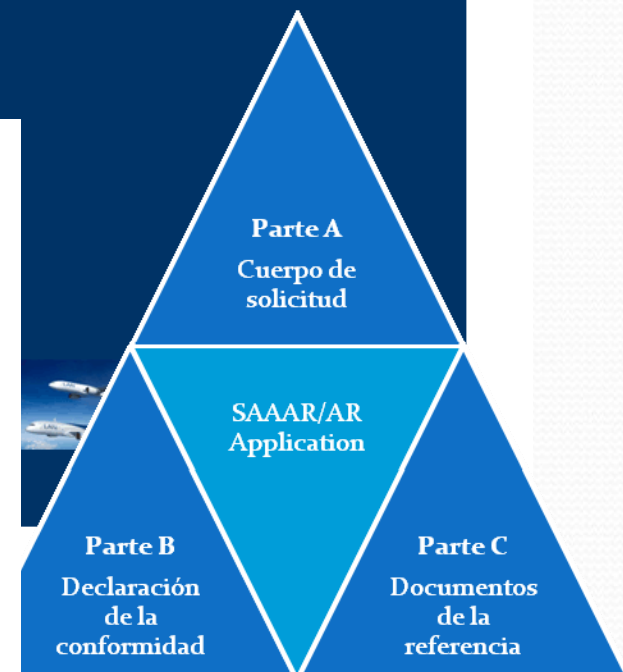 Parte A
Cuerpo de
solicitud
SAAAR/AR
Application
Parte B
Declaración
de la
conformidad
Parte C
Documentos
de la
referencia